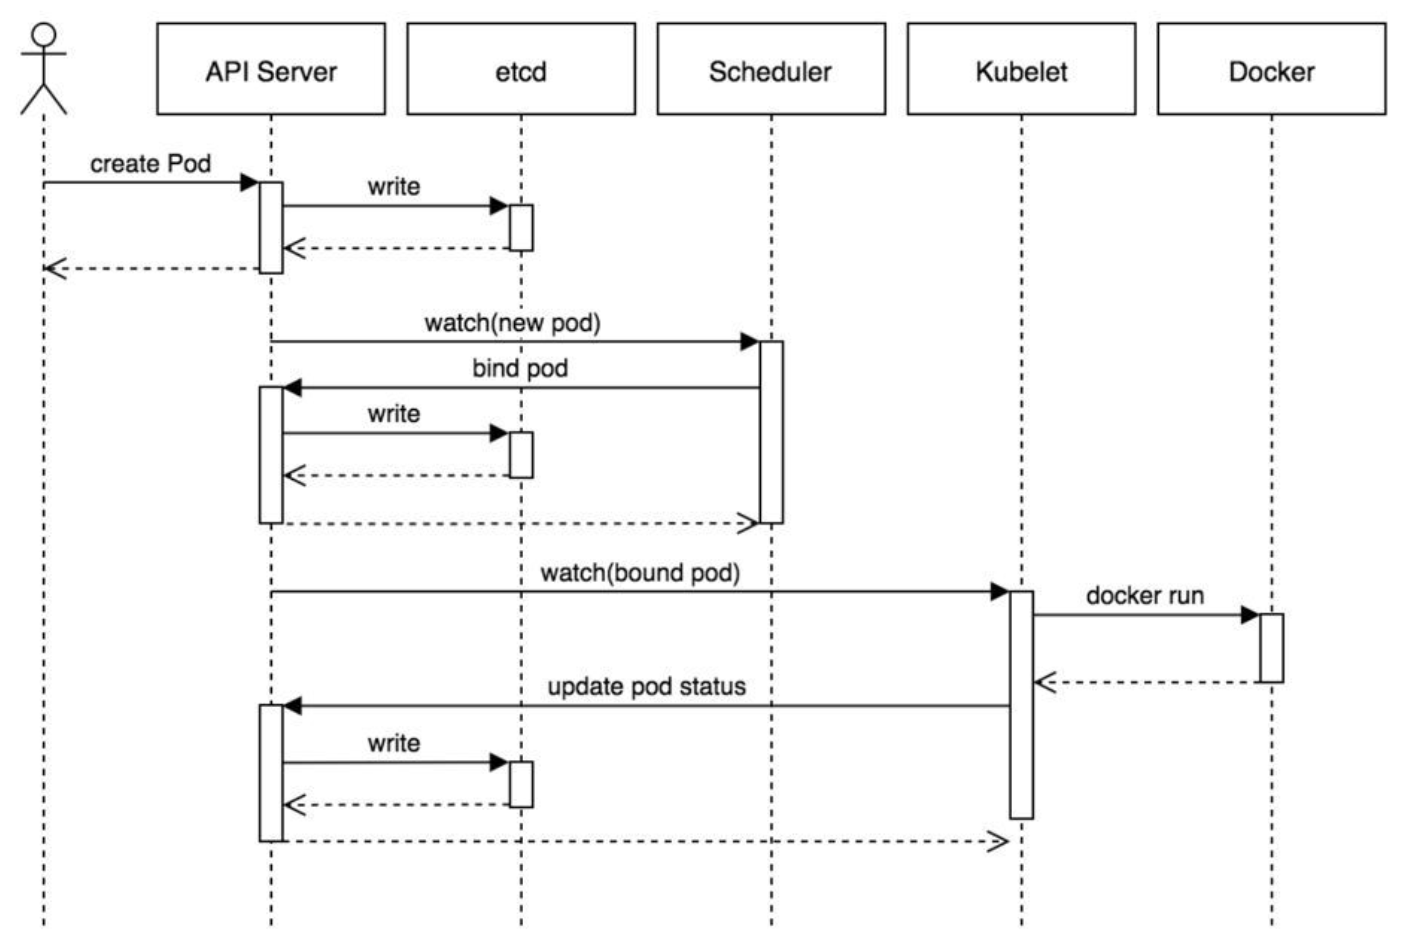 API Server
etcd
Scheduler
Kubelet
Docker
create Pod
write
watch(new pod)
bind pod
write
watch(bound pod)
docker run
update pod status
write